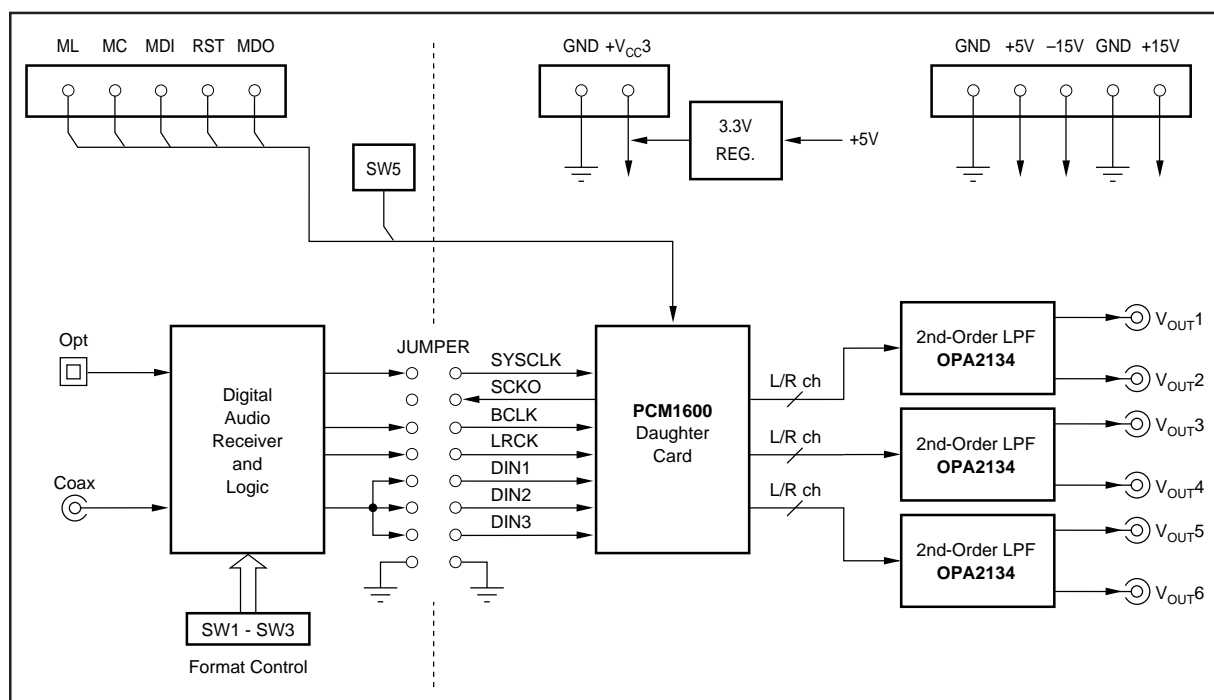 ML MC MDI RST MDO
GND +VCC3
GND +5V –15V GND +15V
3.3V
REG.
+5V
SW5
Opt
Coax
Digital
Audio
Receiver
and
Logic
SW1 - SW3
Format Control
JUMPER
SYSCLK
SCKO
BCLK
LRCK
DIN1
DIN2
DIN3
PCM1600
Daughter
Card
L/R ch
L/R ch
L/R ch
2nd-Order LPF
OPA2134
2nd-Order LPF
OPA2134
2nd-Order LPF
OPA2134
VOUT1
VOUT2
VOUT3
VOUT4
VOUT5
VOUT6